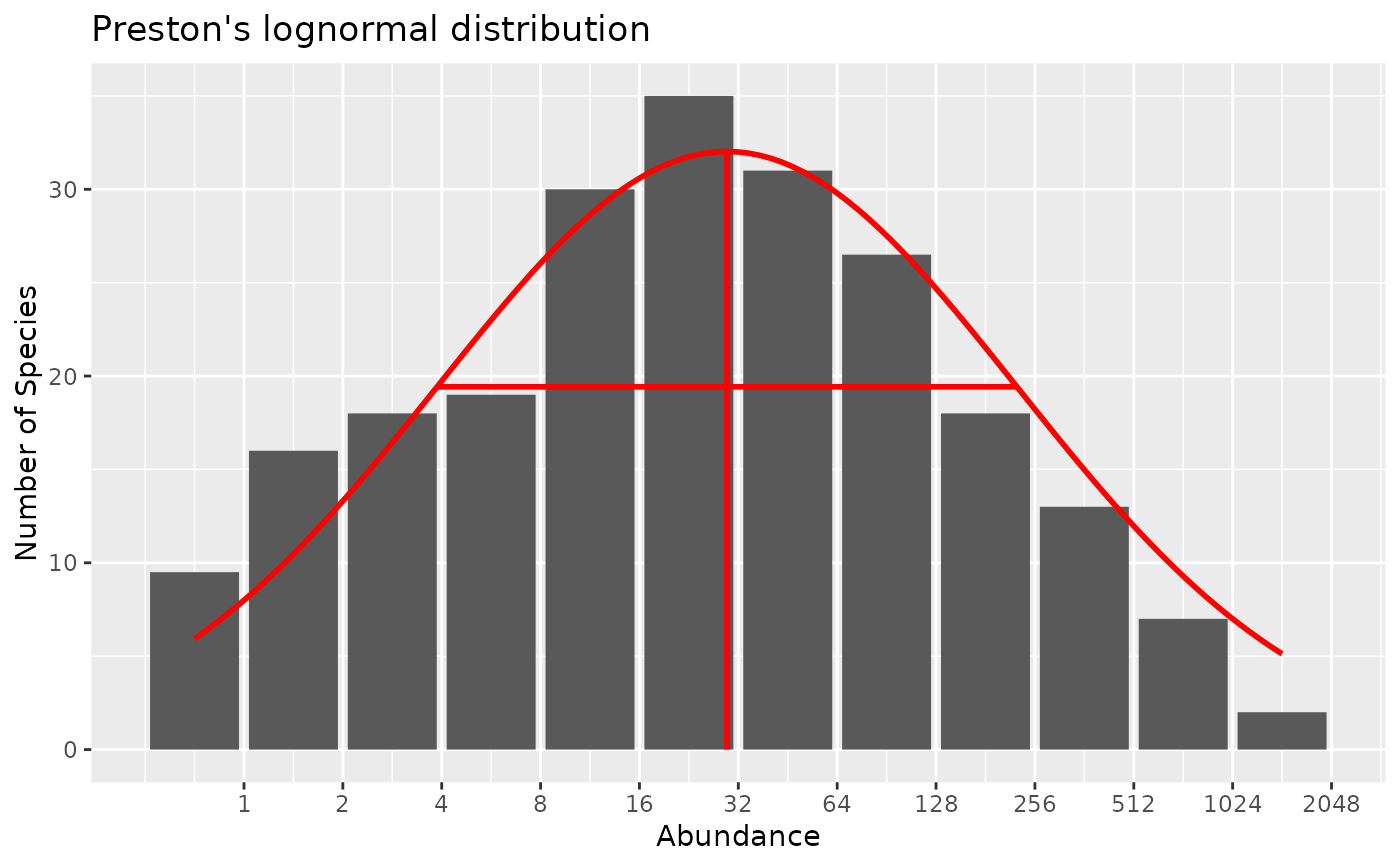 Preston's lognormal distribution
Number of Species
30
20
10
0
1 2 4 8 16 32 64 128 256 512 1024 2048
Abundance